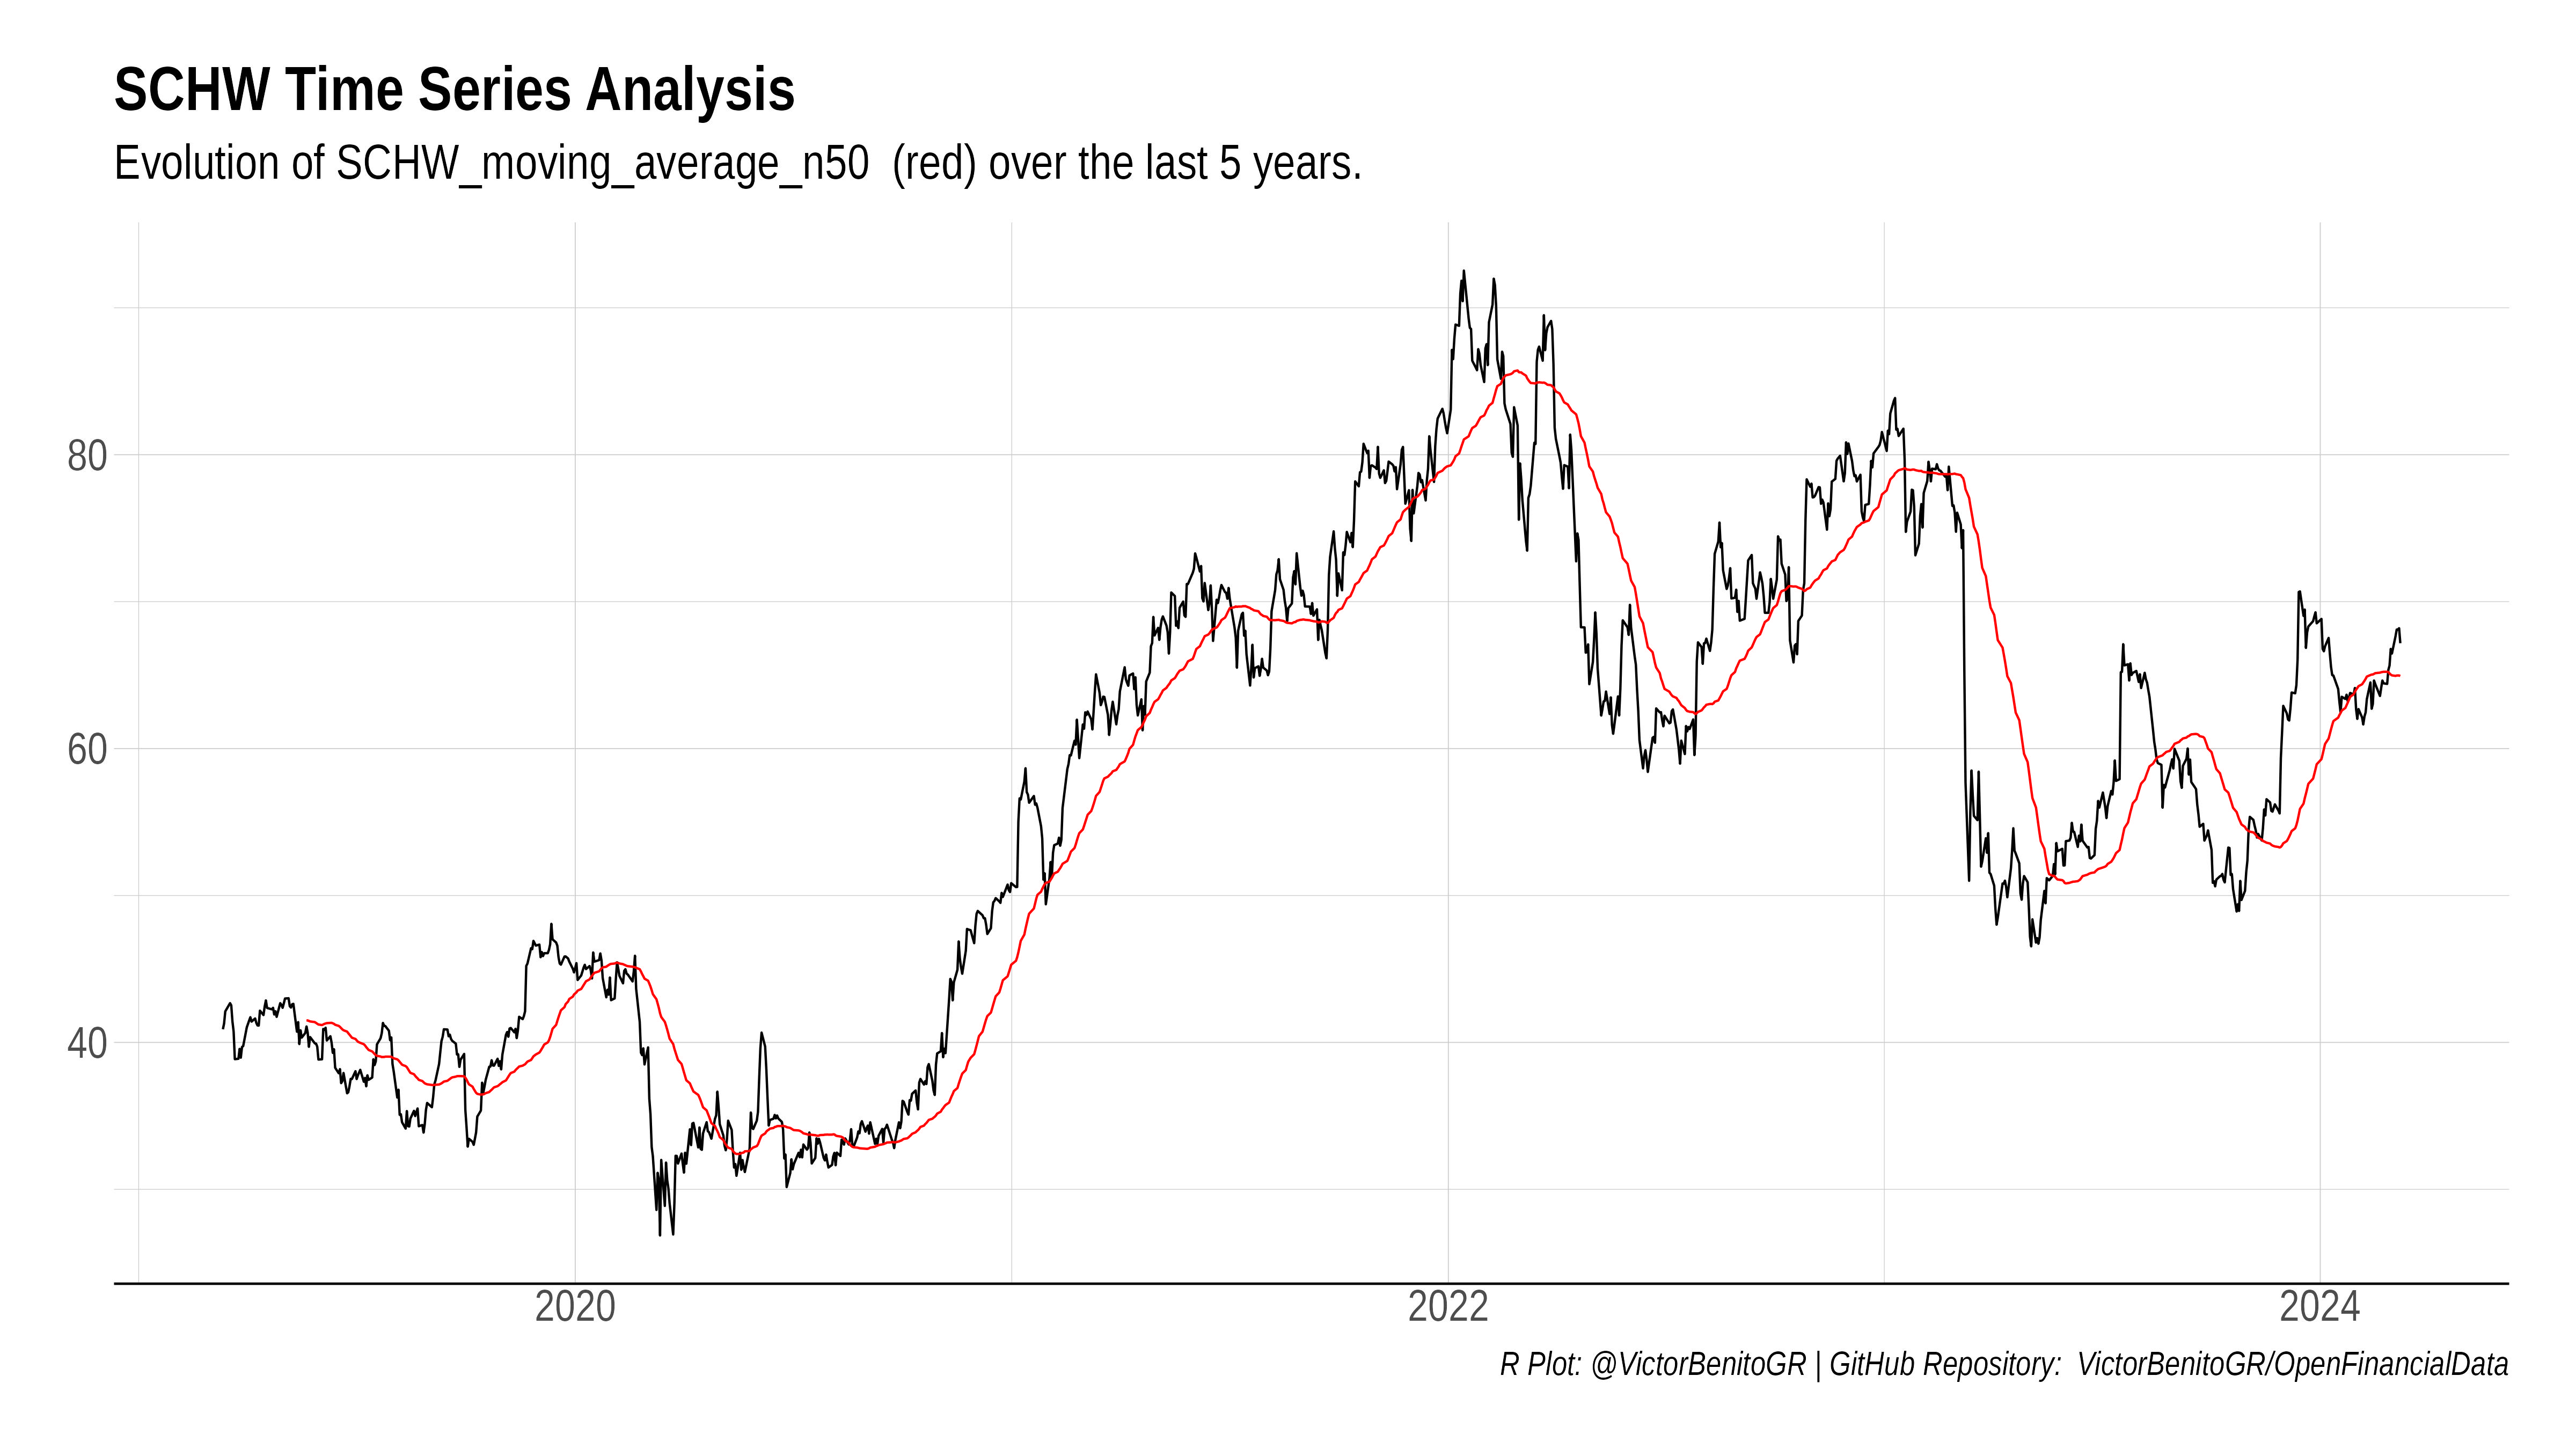 SCHW Time Series Analysis
Evolution of SCHW_moving_average_n50  (red) over the last 5 years.
80
60
40
2020
2022
2024
R Plot: @VictorBenitoGR | GitHub Repository:  VictorBenitoGR/OpenFinancialData